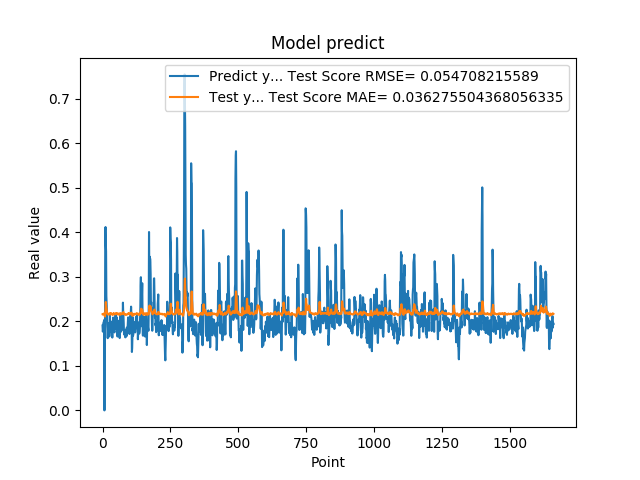 Model predict
Predict y... Test Score RMSE= 0.054708215589
Test y... Test Score MAE= 0.036275504368056335
Real value
0.7
0.6
0.5
0.4
0.3
0.2
0.1
0.0
0 250 500 750 1000 1250 1500
Point